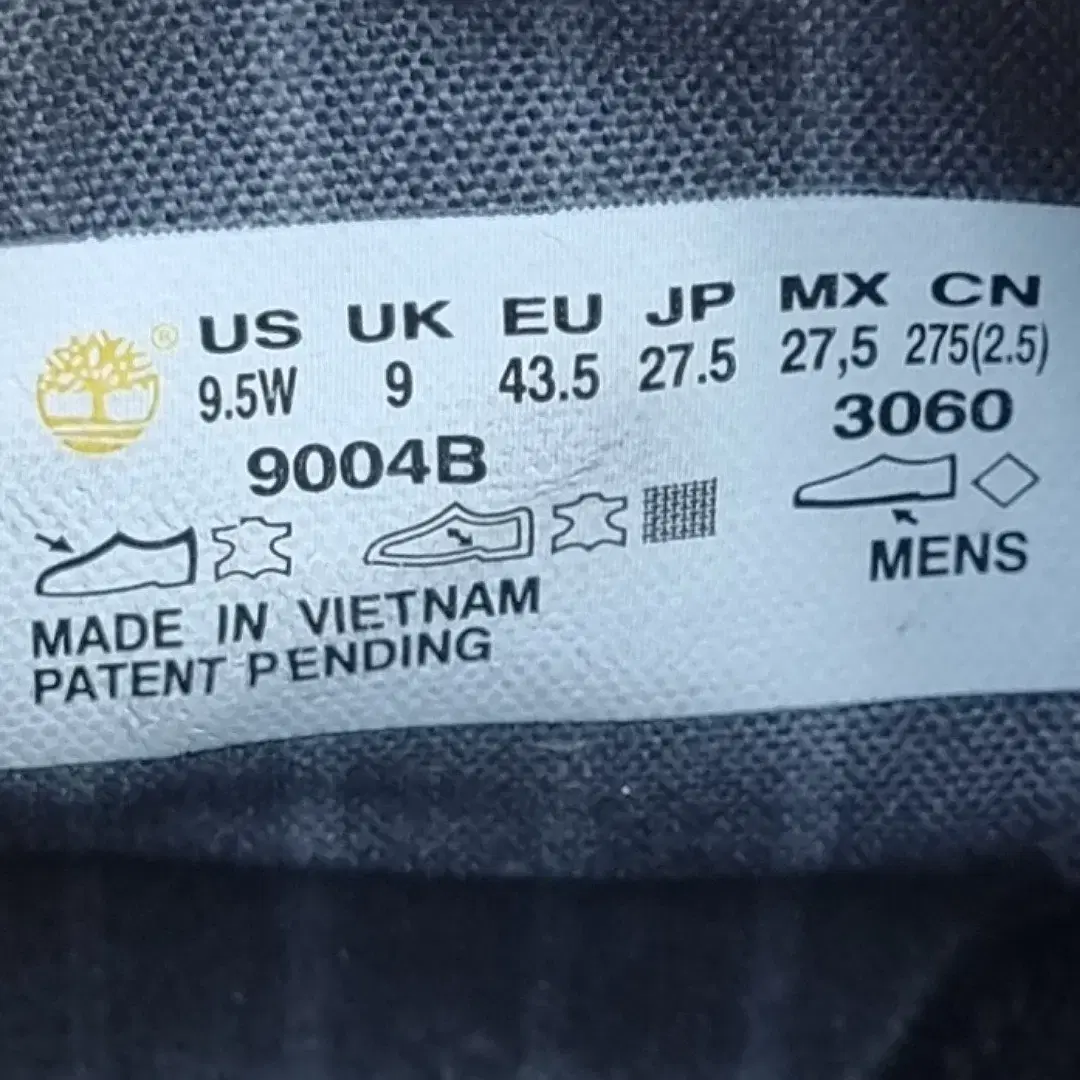 ® US UK EU JP MX CN
9.5W 9 43.5 27.5 27,5 275(2.5)
9004B 3060
MENS
MADE IN VIETNAM
PATENT PENDING